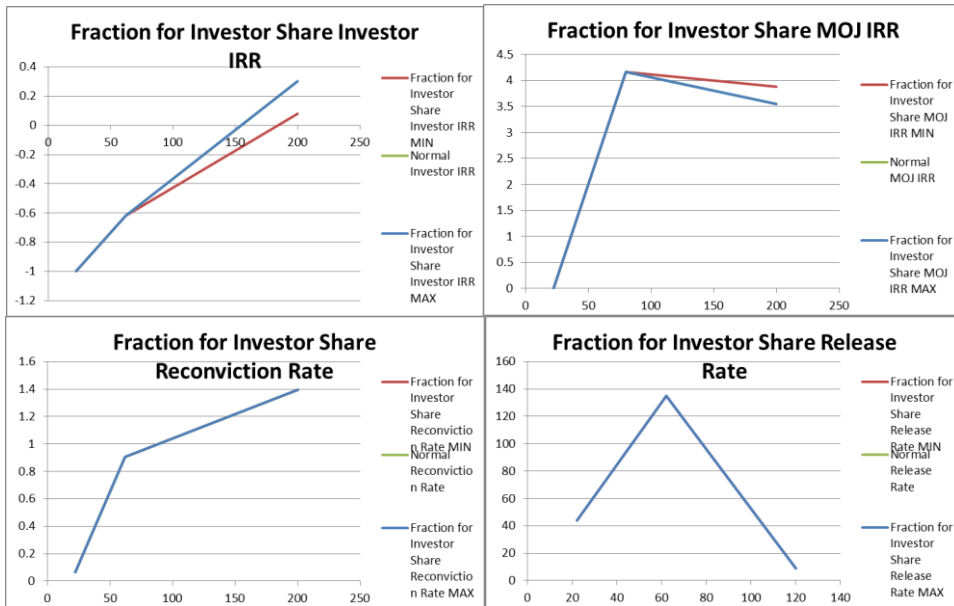 Fraction for Investor Share Investor
IRR
0.4
0.2
0
-0.2
-0.4
-0.6
-0.8
-1
-1.2
0
50
100
150
200
250
Fraction for
Investor
Share
Investor IRR
MIN
Normal
Investor IRR
Fraction for
Investor
Share
Investor IRR
MAX
Fraction for Investor Share MOJ IRR
4.5
4
3.5
3
2.5
2
1.5
1
0.5
0
0
50
100
150
200
250
Fraction for
Investor
Share MOJ
IRR MIN
Normal
MOJ IRR
Fraction for
Investor
Share MOJ
IRR MAX
Fraction for Investor Share
Reconviction Rate
1.6
1.4
1.2
1
0.8
0.6
0.4
0.2
0
0
50
100
150
200
250
Fraction for
Investor
Share
Reconvictio
n Rate MIN
Normal
Reconvictio
n Rate
Fraction for
Investor
Share
Reconvictio
n Rate MAX
Fraction for Investor Share Release
Rate
160
140
120
100
80
60
40
20
0
0
20
40
60
80
100
120
140
Fraction for
Investor
Share
Release
Rate MIN
Normal
Release
Rate
Fraction for
Investor
Share
Release
Rate MAX